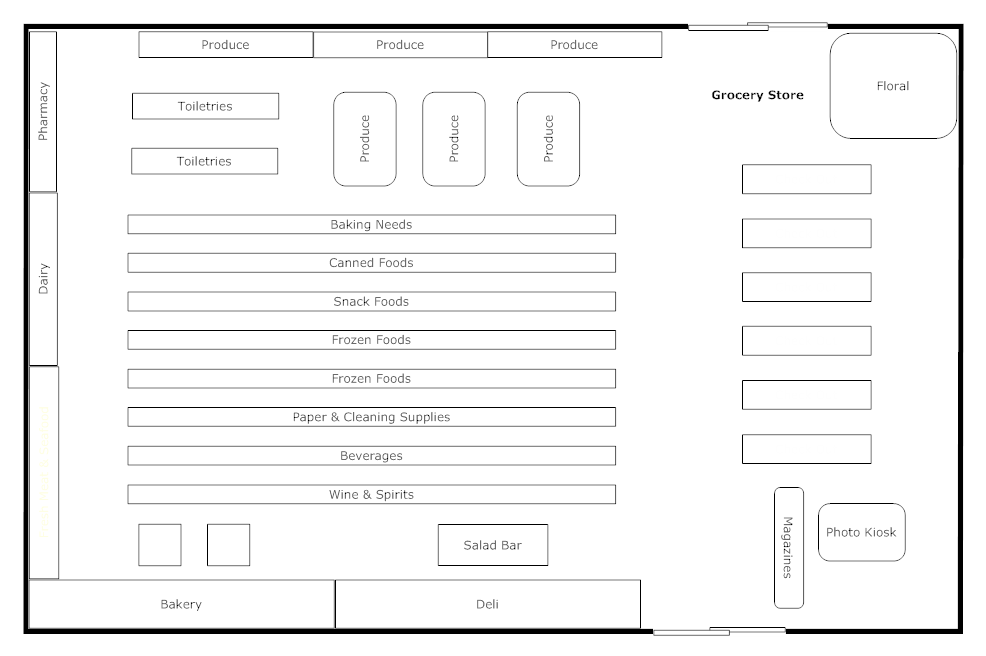 Produce
Produce
Produce
Grocery Store
Floral
Pharmacy
Toiletries
Toiletries
Produce
Produce
Produce
Baking Needs
Canned Foods
Dairy
Snack Foods
Frozen Foods
Frozen Foods
Paper & Cleaning Supplies
Beverages
Wine & Spirits
Salad Bar
Magazines
Photo Kiosk
Bakery
Deli